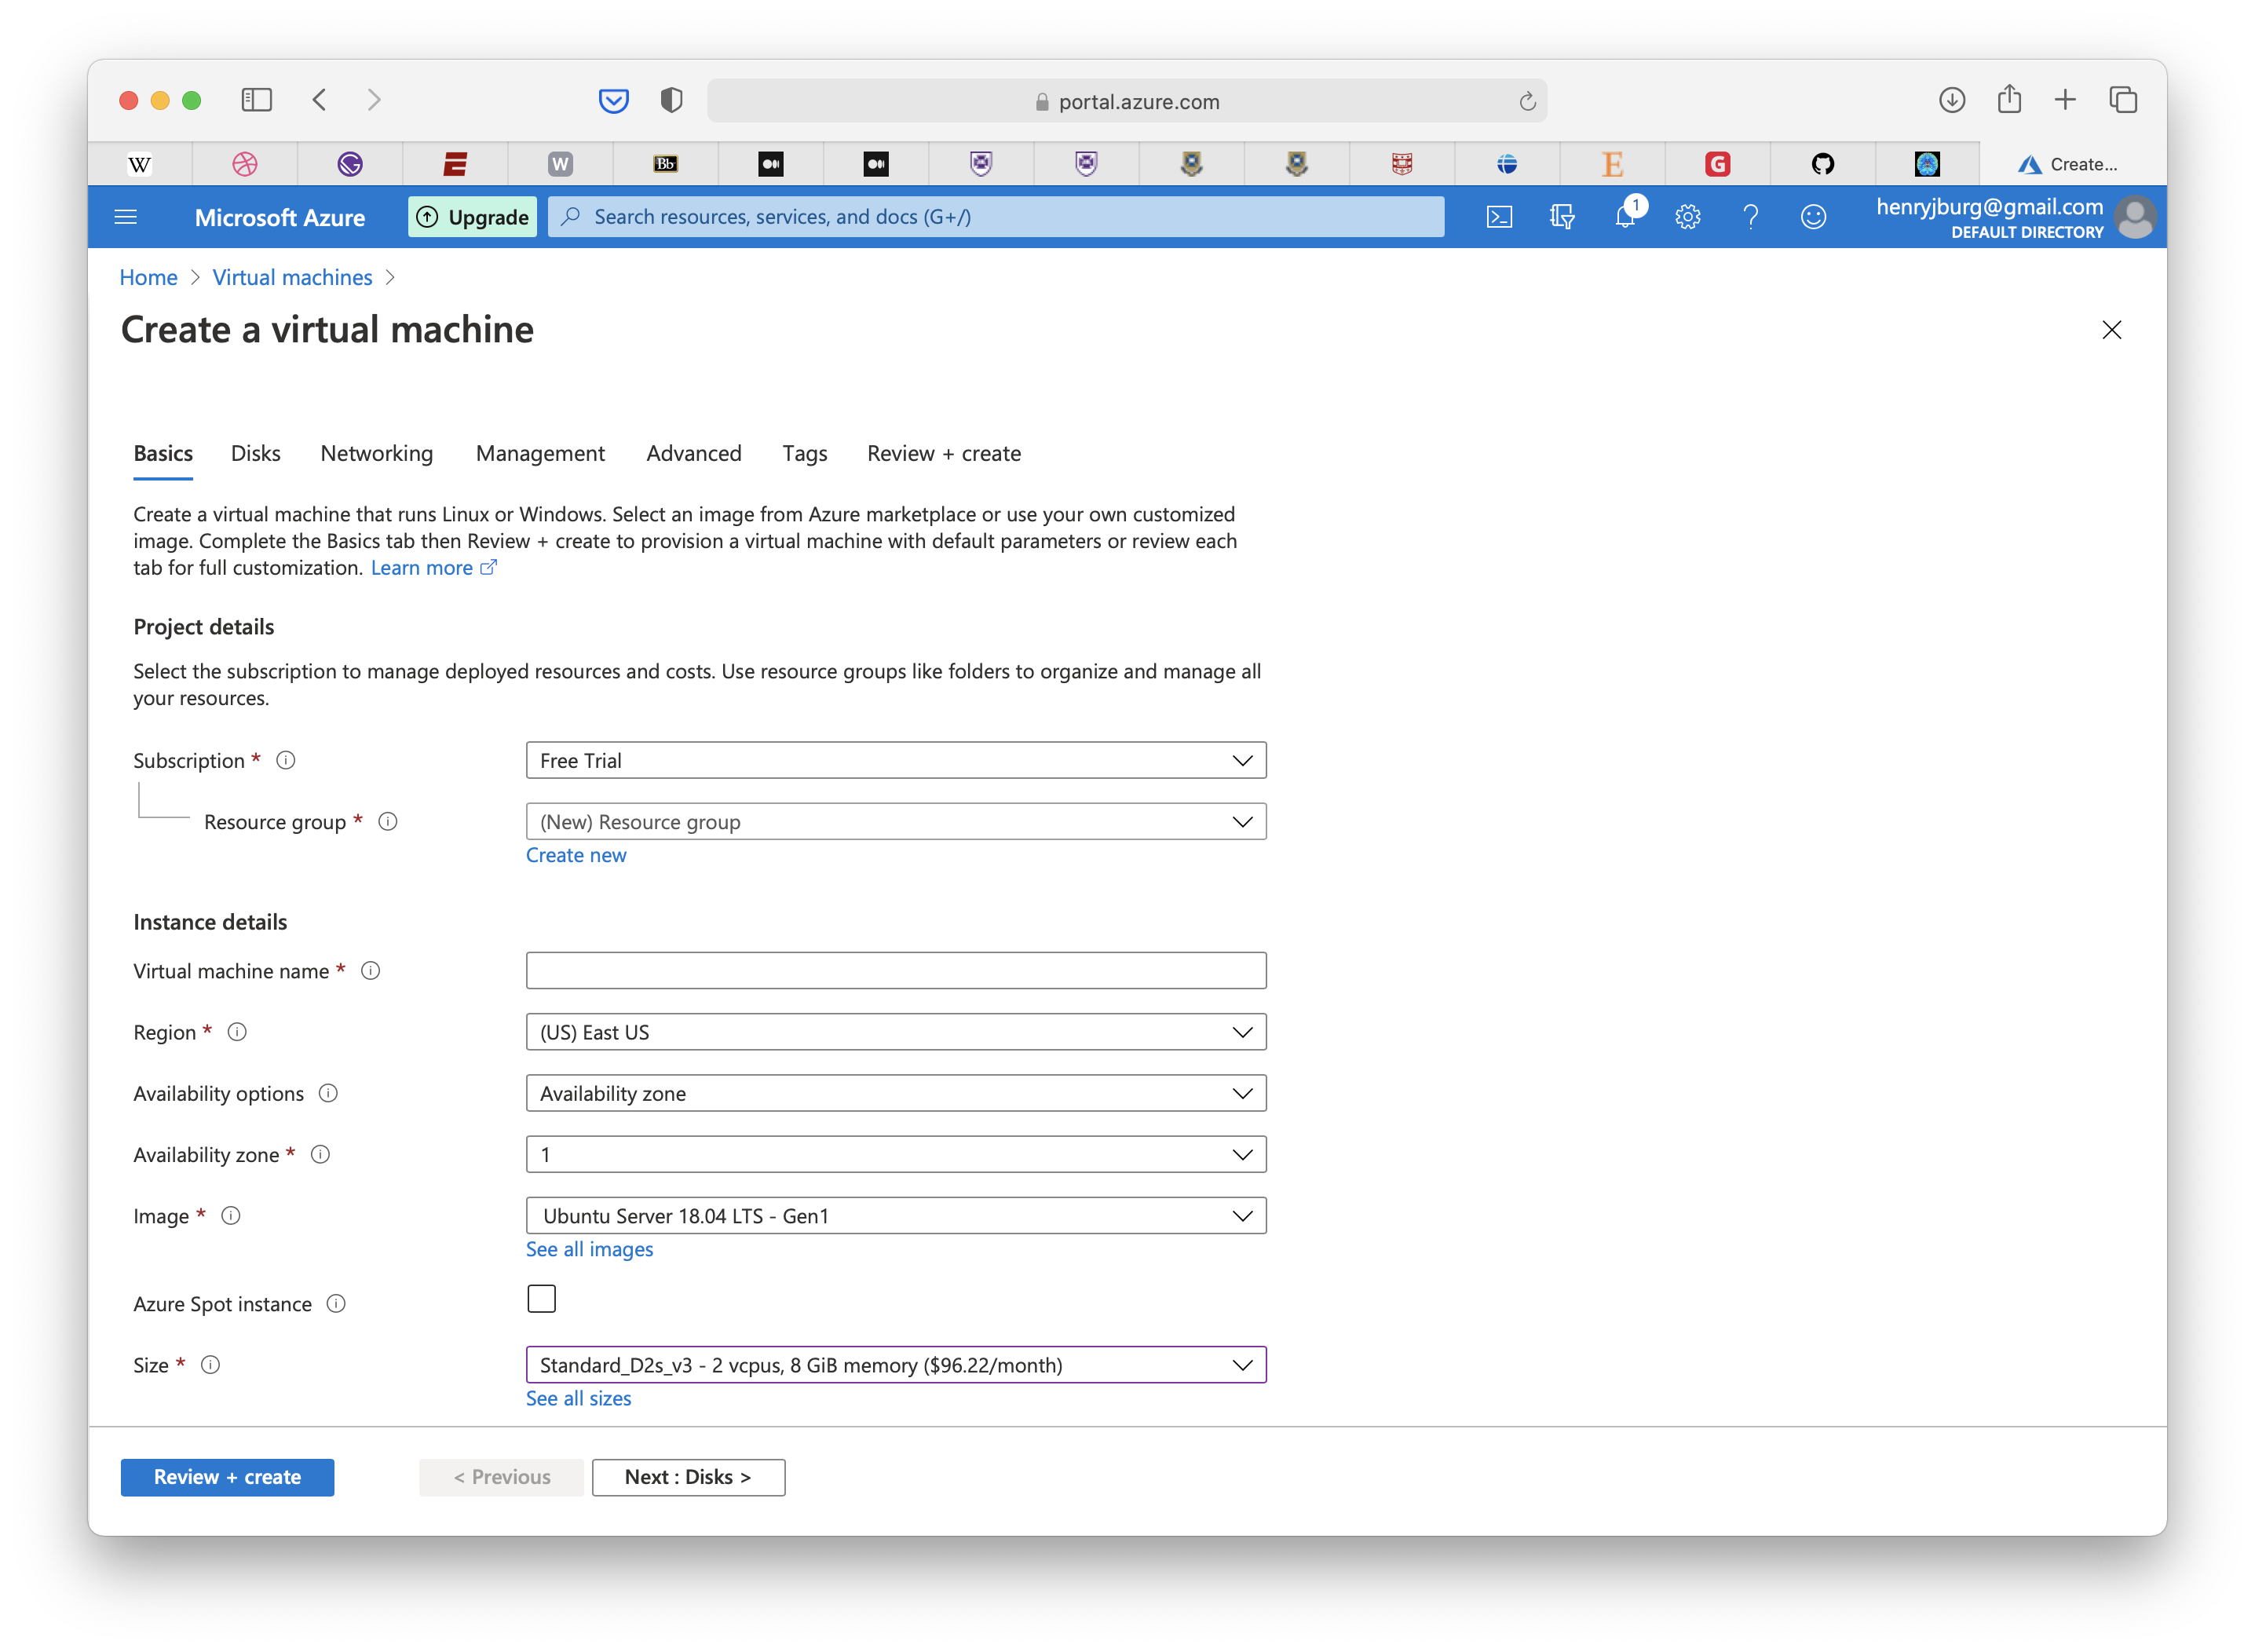 portal.azure.com
W
W
Bb
E
G
Create...
Microsoft Azure
Upgrade
Search resources, services, and docs (G+/)
1
henryjburg@gmail.com
DEFAULT DIRECTORY
Home > Virtual machines >
Create a virtual machine
Basics Disks Networking Management Advanced Tags Review + create
Create a virtual machine that runs Linux or Windows. Select an image from Azure marketplace or use your own customized
image. Complete the Basics tab then Review + create to provision a virtual machine with default parameters or review each
tab for full customization. Learn more
Project details
Select the subscription to manage deployed resources and costs. Use resource groups like folders to organize and manage all
your resources.
Subscription * Free Trial
Resource group * (New) Resource group
Create new
Instance details
Virtual machine name *
Region * (US) East US
Availability options Availability zone
Availability zone * 1
Image * Ubuntu Server 18.04 LTS - Gen1
See all images
Azure Spot instance
Size * Standard_D2s_v3 - 2 vcpus, 8 GiB memory ($96.22/month)
See all sizes
Review + create < Previous Next : Disks >